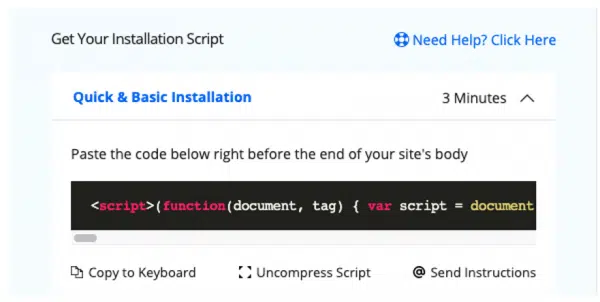 Get Your Installation Script
Need Help? Click Here
Quick & Basic Installation
3 Minutes
Paste the code below right before the end of your site's body
<script>(function(document, tag) { var script = document
Copy to Keyboard
Uncompress Script
Send Instructions